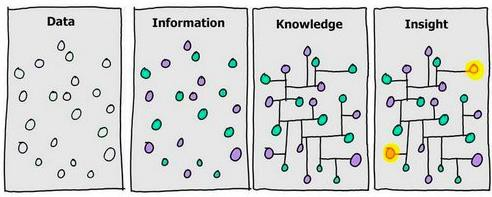 Data
Information
Knowledge
Insight